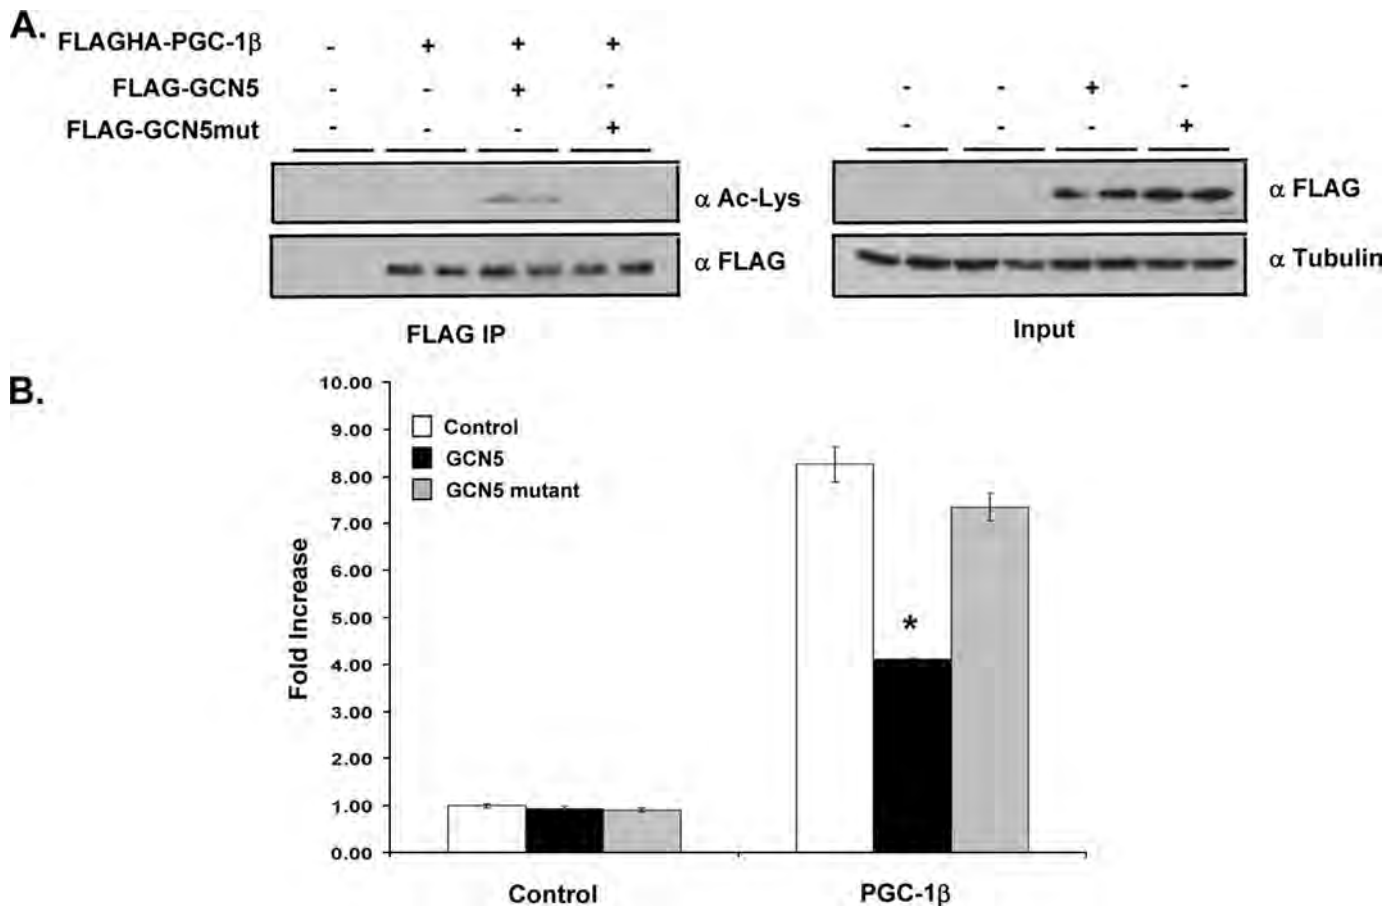 A.
FLAGHA-PGC-1β - + + +
FLAG-GCN5 - - + - - - + -
FLAG-GCN5mut - - - + - - - +
α Ac-Lys
α FLAG
α FLAG
α Tubulin
FLAG IP
Input
B.
10.00
9.00
8.00
7.00
6.00
5.00
4.00
3.00
2.00
1.00
0.00
Fold Increase
Control
GCN5
GCN5 mutant
*
Control
PGC-1β